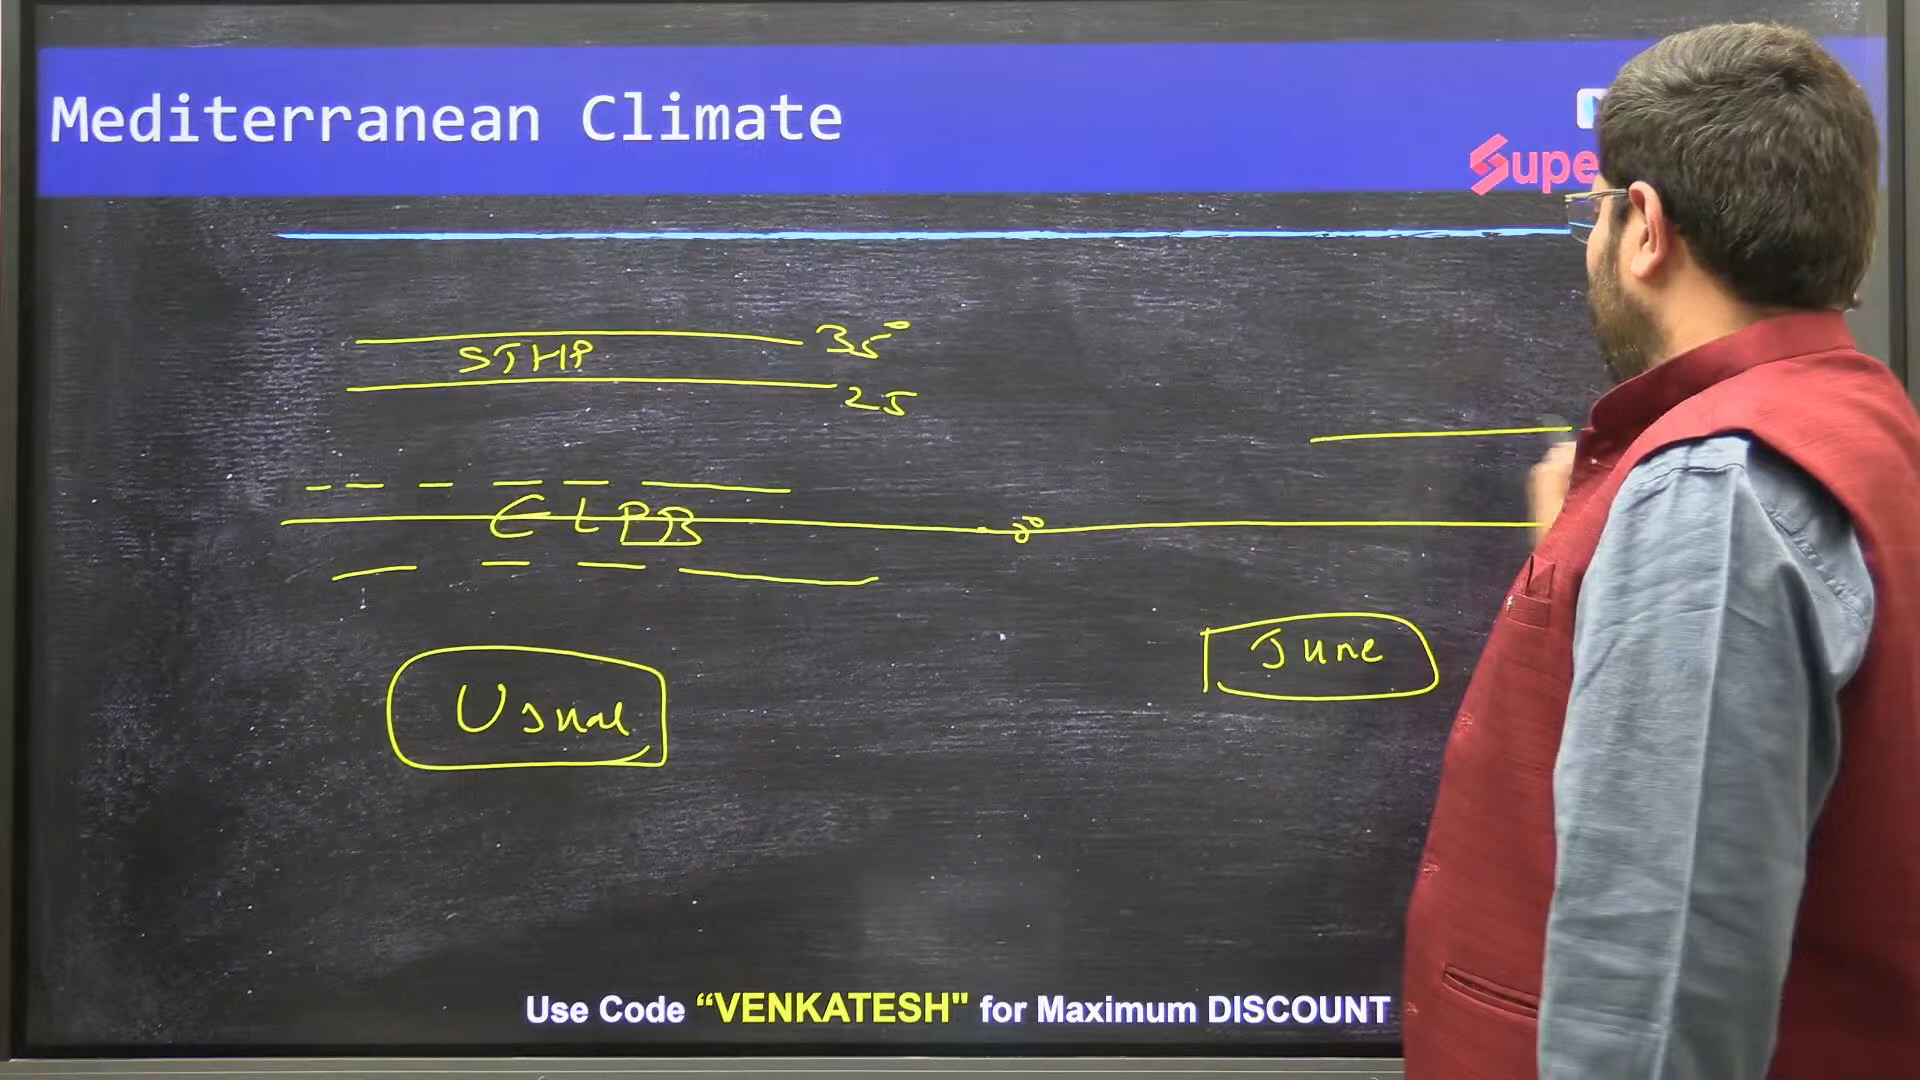 Mediterranean Climate
Supe
35°
STHP
25
ELPB
0°
June
Usual
Use Code “VENKATESH" for Maximum DISCOUNT